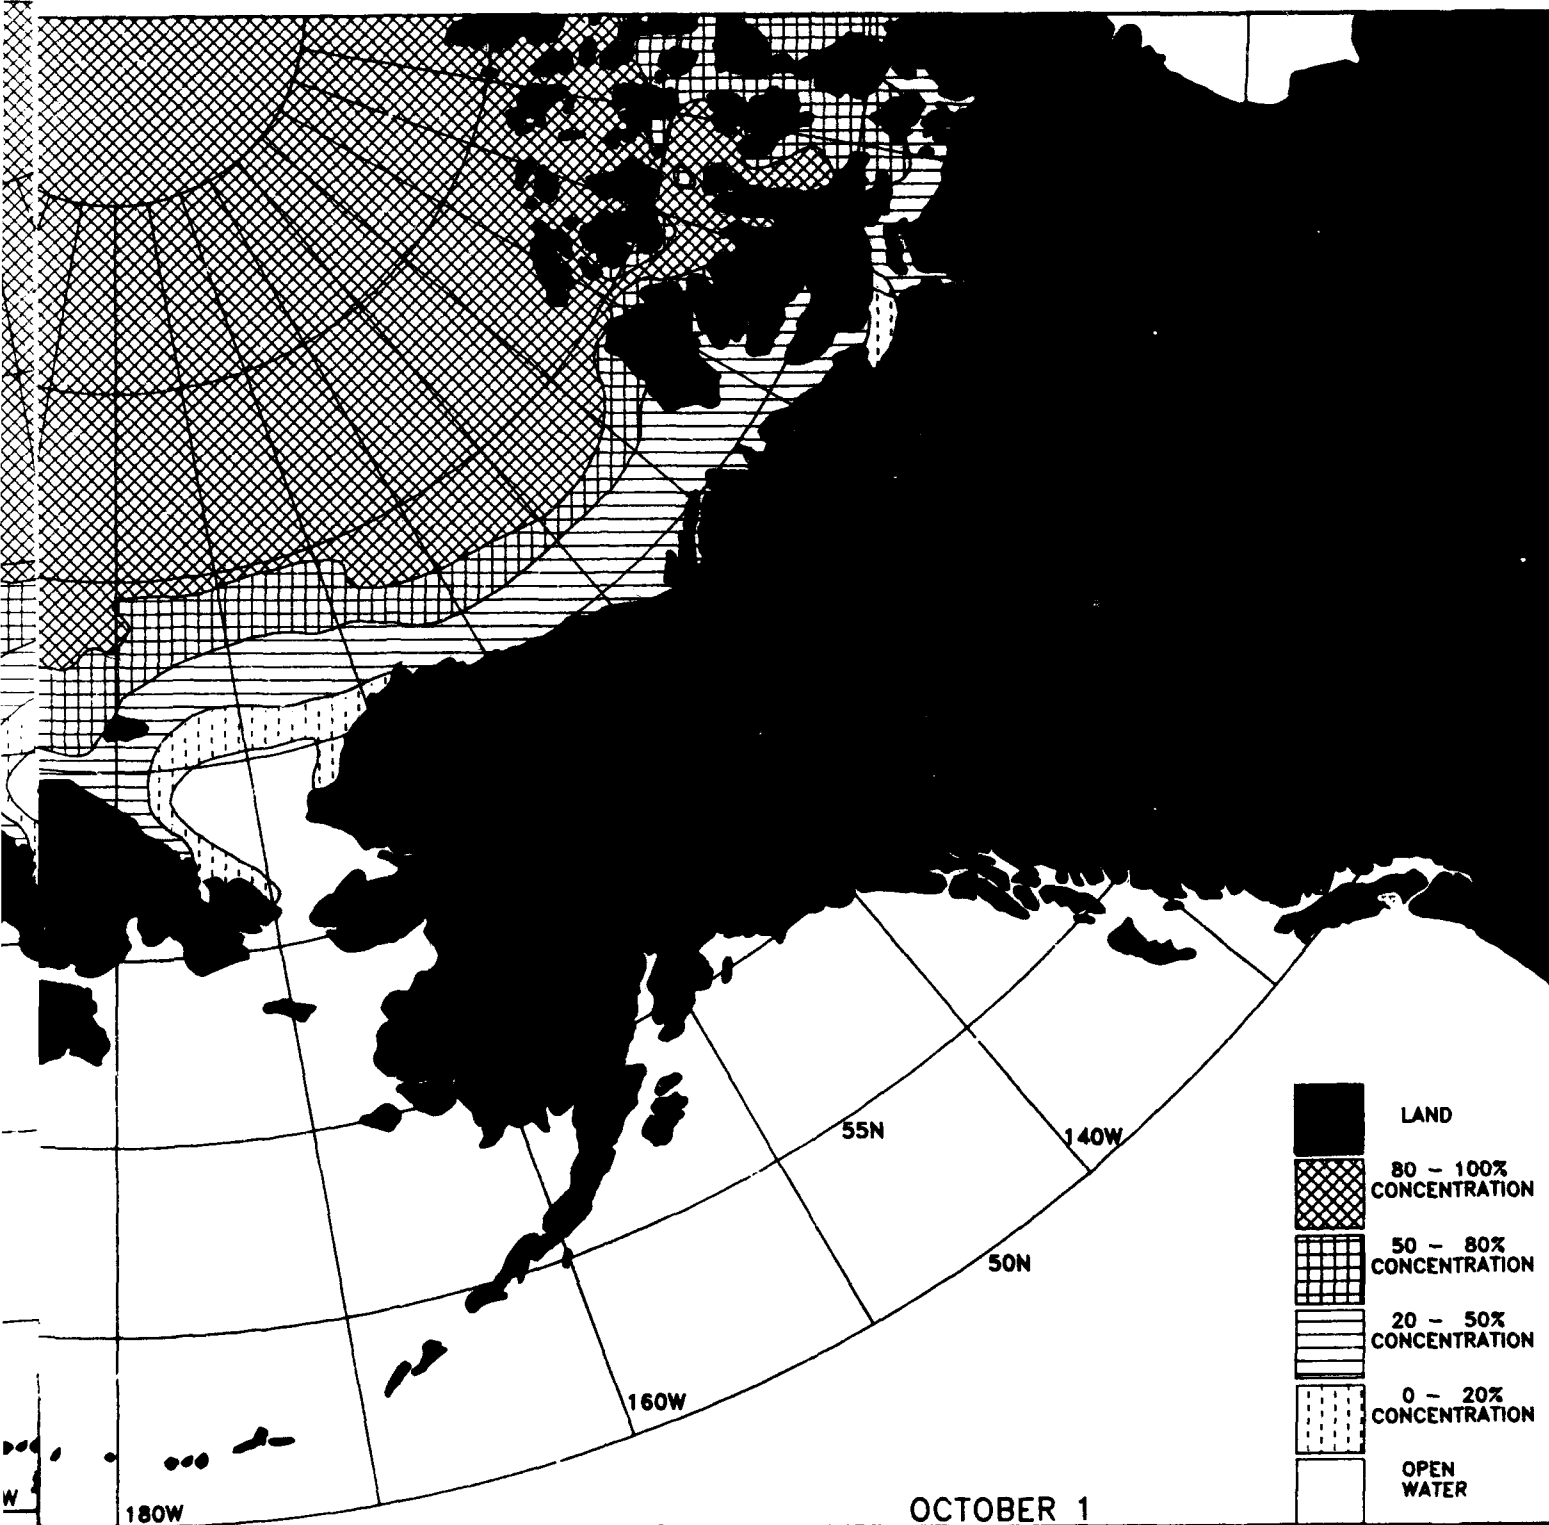 55N
140W
50N
160W
W
180W
OCTOBER 1
LAND
80 - 100%
CONCENTRATION
50 - 80%
CONCENTRATION
20 - 50%
CONCENTRATION
0 - 20%
CONCENTRATION
OPEN
WATER